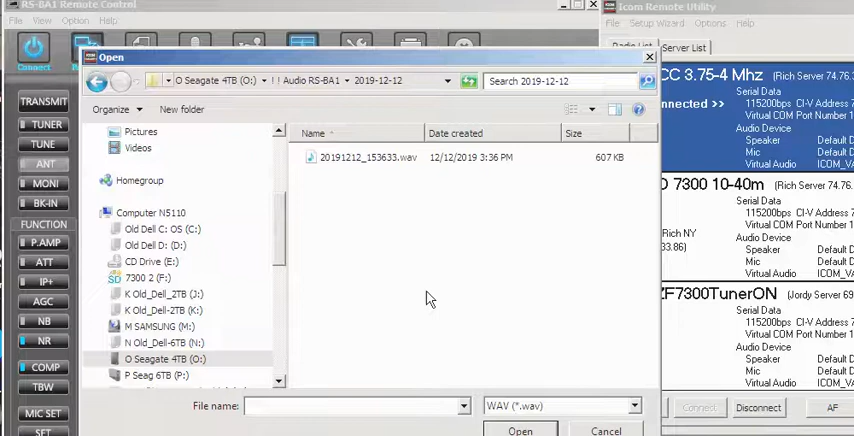 RS-BA1 Remote Control
File View Option Help
Connect
TRANSMIT
TUNER
TUNE
ANT
MONI
BK-IN
FUNCTION
P.AMP
ATT
IP+
AGC
NB
NR
COMP
TBW
MIC SET
SET
Open
O Seagate 4TB (O:) ! ! Audio RS-BA1 2019-12-12
Search 2019-12-12
Organize New folder
Pictures
Videos
Homegroup
Computer N5110
Old Dell C: OS (C:)
Old Dell D: (D:)
CD Drive (E:)
7300 2 (F:)
K Old_Dell_2TB (J:)
K Old_Dell-2TB (K:)
M SAMSUNG (M:)
N Old_Dell-6TB (N:)
O Seagate 4TB (O:)
P Seag 6TB (P:)
Name Date created Size
20191212_153633.wav 12/12/2019 3:36 PM 607 KB
File name: WAV (*.wav)
Open Cancel
Icom Remote Utility
File Setup Wizard Options Help
Radio List Server List
CC 3.75-4 Mhz (Rich Server 74.76.
nnected >>
Serial Data
115200bps CI-V Address
Virtual COM Port Number 1
Audio Device
Speaker Default D
Mic Default D
Virtual Audio ICOM_VA
7300 10-40m (Rich Server 74.76.
Serial Data
115200bps CI-V Address 7
Virtual COM Port Number 1
Rich NY
33.86)
Audio Device
Speaker Default D
Mic Default D
Virtual Audio ICOM_VA
ZF7300TunerON (Jordy Server 69
Serial Data
115200bps CI-V Address
Virtual COM Port Number 1
Audio Device
Speaker Default D
Mic Default D
Virtual Audio ICOM_VA
Connect Disconnect AF